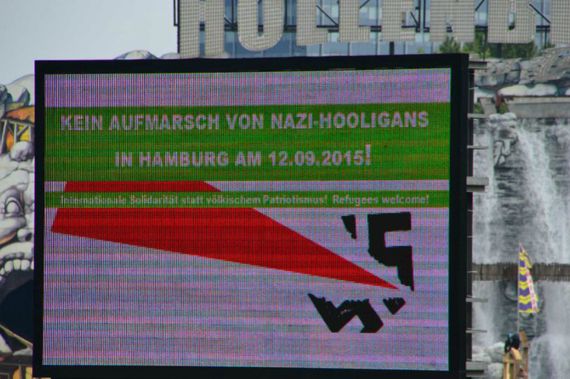 KEIN AUFMARSCH VON NAZI-HOOLIGANS
IN HAMBURG AM 12.09.2015!
Internationale Solidarität statt völkischem Patriotismus! Refugees welcome!